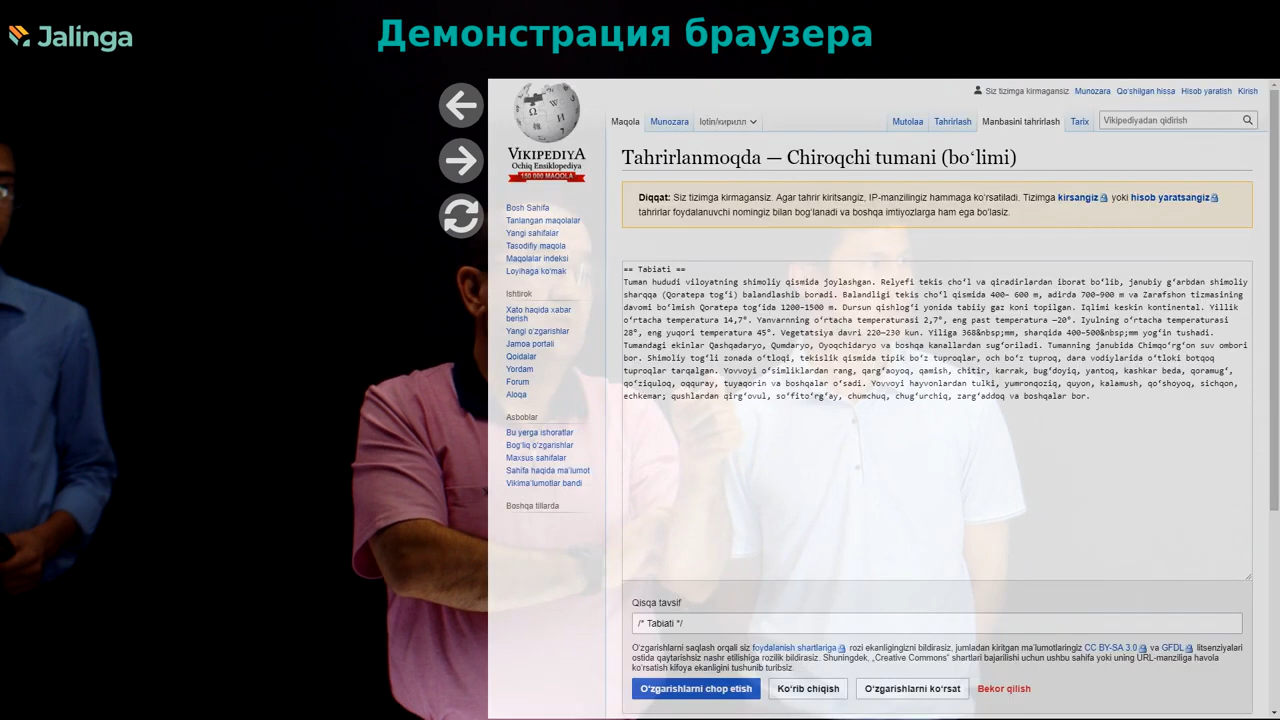 Jalinga
Демонстрация браузера
Siz tizimga kirmagansiz Munozara Qoʻshilgan hissa Hisob yaratish Kirish
Maqola Munozara lotin/кирилл Mutolaa Tahrirlash Manbasini tahrirlash Tarix Vikipediyadan qidirish
VIKIPEDIYA
Ochiq Ensiklopediya
150 000 MAQOLA
Bosh Sahifa
Tanlangan maqolalar
Yangi sahifalar
Tasodifiy maqola
Maqolalar indeksi
Loyihaga koʻmak
Ishtirok
Xato haqida xabar
berish
Yangi oʻzgarishlar
Jamoa portali
Qoidalar
Yordam
Forum
Aloqa
Asboblar
Bu yerga ishoratlar
Bogʻliq oʻzgarishlar
Maxsus sahifalar
Sahifa haqida maʼlumot
Vikimaʼlumotlar bandi
Boshqa tillarda
Tahrirlanmoqda — Chiroqchi tumani (boʻlimi)
Diqqat: Siz tizimga kirmagansiz. Agar tahrir kiritsangiz, IP-manzilingiz hammaga koʻrsatiladi. Tizimga kirsangiz yoki hisob yaratsangiz
tahrirlar foydalanuvchi nomingiz bilan bogʻlanadi va boshqa imtiyozlarga ham ega boʻlasiz.
== Tabiati ==
Tuman hududi viloyatning shimoliy qismida joylashgan. Relyefi tekis choʻl va qiradirlardan iborat boʻlib, janubiy gʻarbdan shimoliy
sharqqa (Qoratepa togʻi) balandlashib boradi. Balandligi tekis choʻl qismida 400– 600 m, adirda 700–900 m va Zarafshon tizmasining
davomi boʻlmish Qoratepa togʻida 1200–1500 m. Dursun qishlogʻi yonida tabiiy gaz koni topilgan. Iqlimi keskin kontinental. Yillik
oʻrtacha temperatura 14,7°. Yanvarning oʻrtacha temperaturasi 2,7°, eng past temperatura —20°. Iyulning oʻrtacha temperaturasi
28°, eng yuqori temperatura 45°. Vegetatsiya davri 220–230 kun. Yiliga 368&nbsp;mm, sharqida 400–500&nbsp;mm yogʻin tushadi.
Tumandagi ekinlar Qashqadaryo, Qumdaryo, Oyoqchidaryo va boshqa kanallardan sugʻoriladi. Tumanning janubida Chimqoʻrgʻon suv ombori
bor. Shimoliy togʻli zonada oʻtloqi, tekislik qismida tipik boʻz tuproqlar, och boʻz tuproq, dara vodiylarida oʻtloki botqoq
tuproqlar tarqalgan. Yovvoyi oʻsimliklardan rang, qargʻaoyoq, qamish, chitir, karrak, bugʻdoyiq, yantoq, kashkar beda, qoramugʻ,
qoʻziquloq, oqquray, tuyaqorin va boshqalar oʻsadi. Yovvoyi hayvonlardan tulki, yumronqoziq, quyon, kalamush, qoʻshoyoq, sichqon,
echkemar; qushlardan qirgʻovul, soʻfitoʻrgʻay, chumchuq, chugʻurchiq, zargʻaddoq va boshqalar bor.
Qisqa tavsif
/* Tabiati */
Oʻzgarishlarni saqlash orqali siz foydalanish shartlariga rozi ekanligingizni bildirasiz, jumladan kiritgan maʼlumotlaringiz CC BY-SA 3.0 va GFDL litsenziyalari
ostida qaytarishsiz nashr etilishiga rozilik bildirasiz. Shuningdek, „Creative Commons“ shartlari bajarilishi uchun ushbu sahifa yoki uning URL-manziliga havola
koʻrsatish kifoya ekanligini tushunib turibsiz.
Oʻzgarishlarni chop etish Koʻrib chiqish Oʻzgarishlarni koʻrsat Bekor qilish